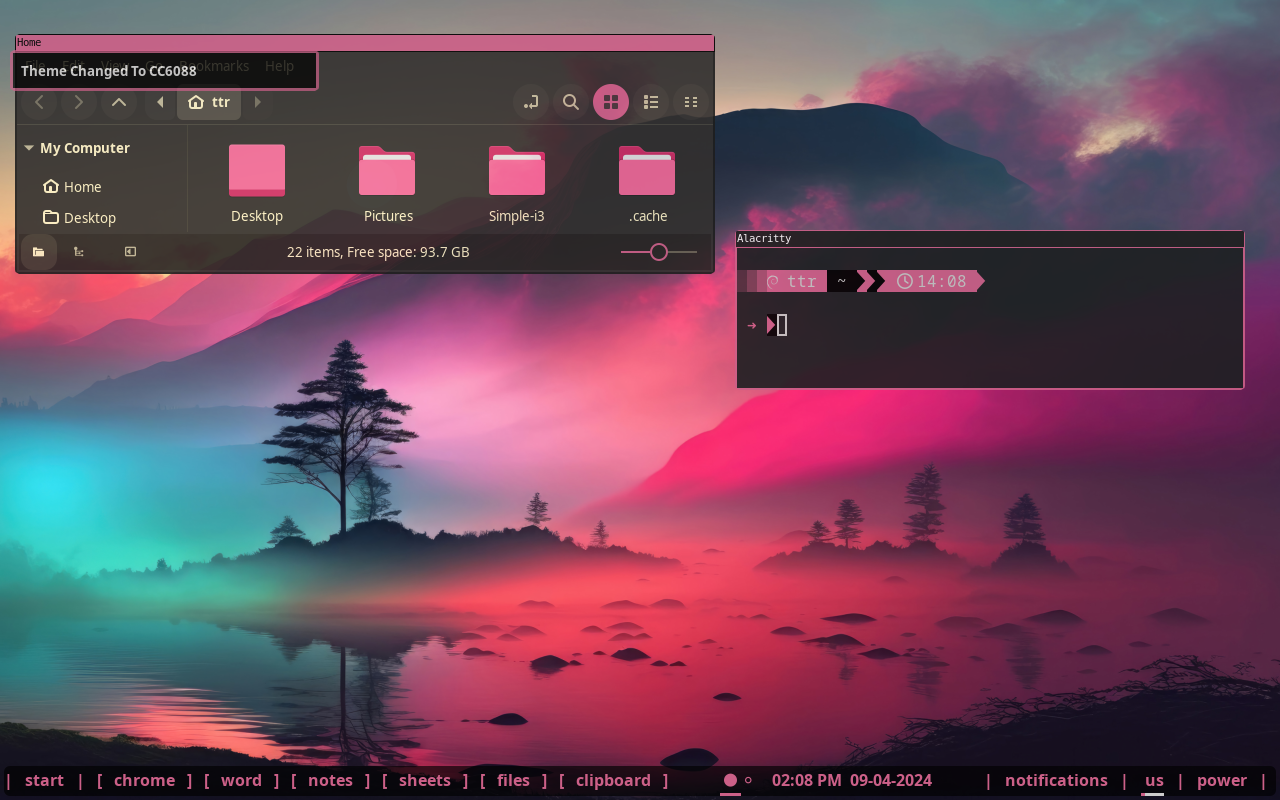 Home
File Edit View Go Bookmarks Help
Theme Changed To CC6088
ttr
My Computer
Home
Desktop
Desktop
Pictures
Simple-i3
.cache
22 items, Free space: 93.7 GB
Alacritty
ttr ~ 14:08
| start | [ chrome ] [ word ] [ notes ] [ sheets ] [ files ] [ clipboard ] 02:08 PM 09-04-2024 | notifications | us | power |